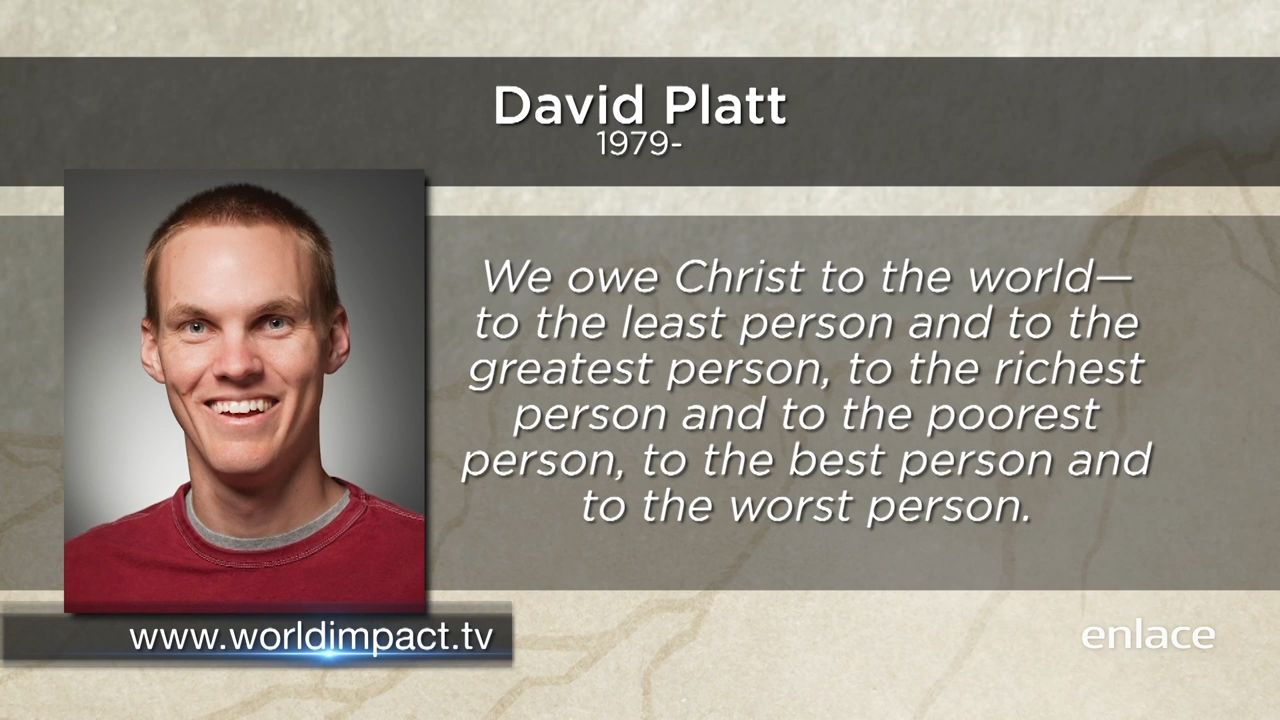 David Platt
1979-
We owe Christ to the world—
to the least person and to the
greatest person, to the richest
person and to the poorest
person, to the best person and
to the worst person.
www.worldimpact.tv
enlace